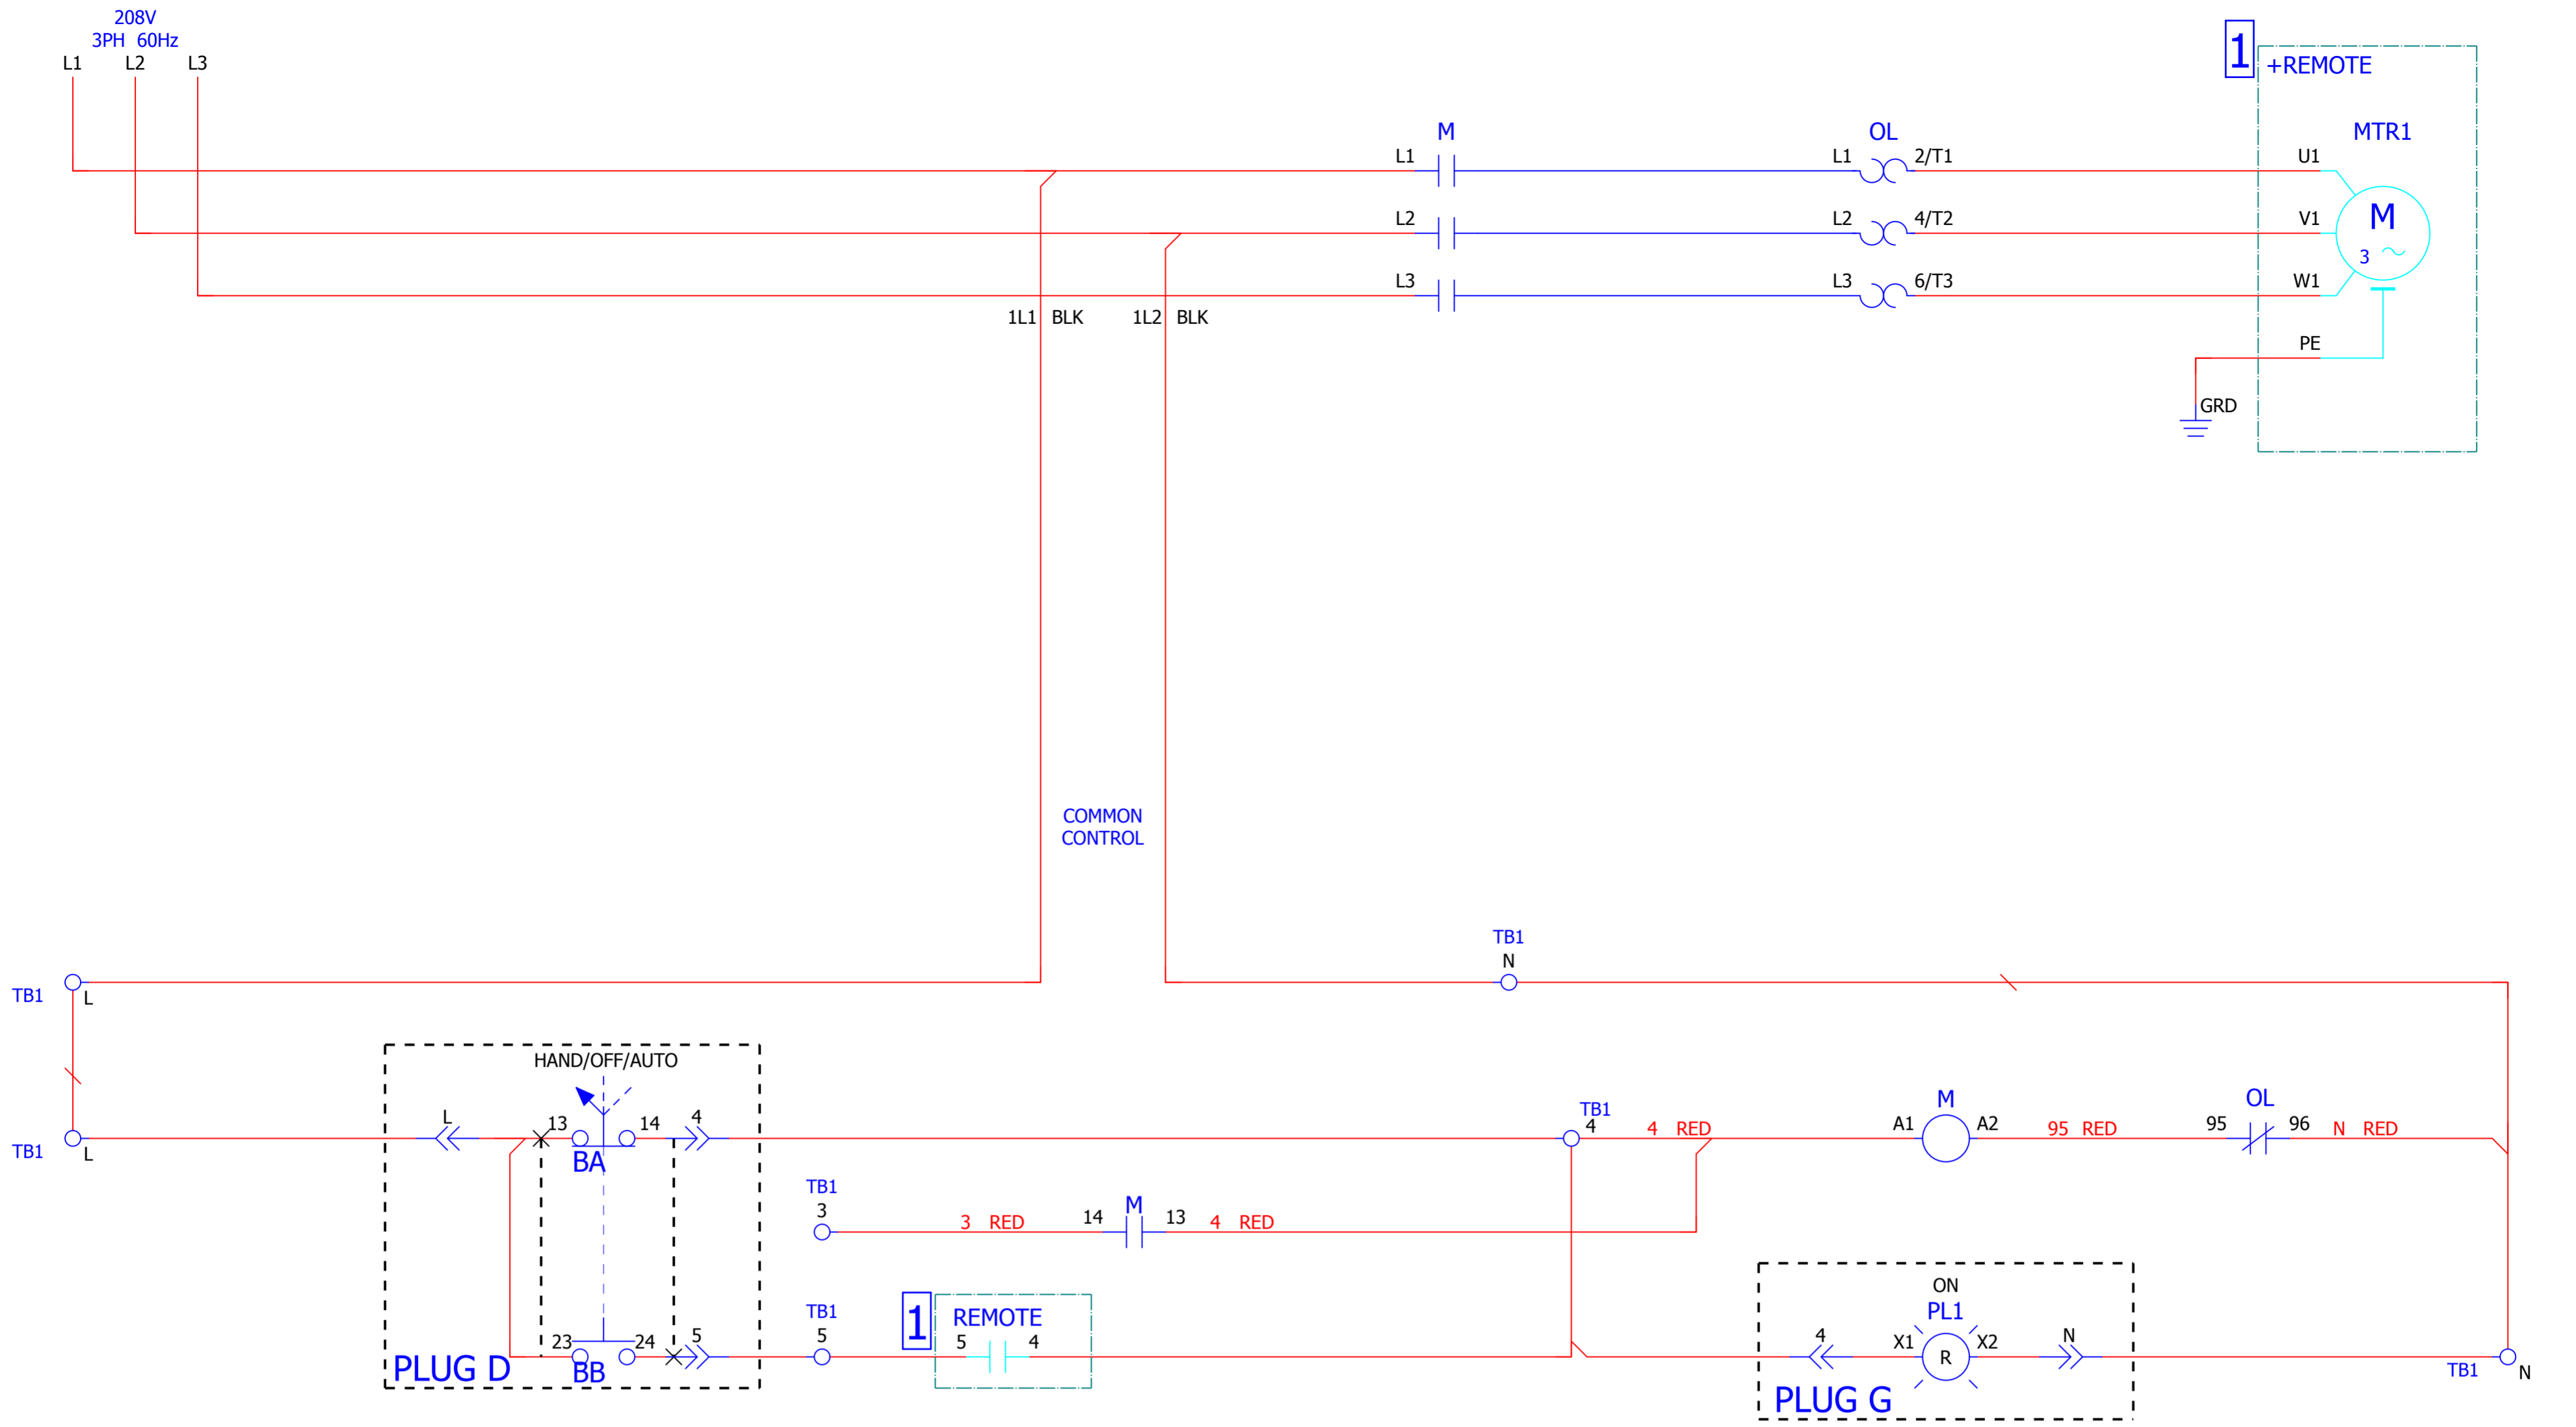 208V
3PH 60Hz
L1 L2 L3
1
+REMOTE
M OL MTR1
L1 L1 2/T1 U1
L2 L2 4/T2 V1
M
3
L3 L3 6/T3 W1
1L1 BLK 1L2 BLK
PE
GRD
COMMON
CONTROL
TB1
N
TB1 L
HAND/OFF/AUTO
L 13 14 4
BA
TB1 L
TB1
4
4 RED
M
A1 A2
95 RED
OL
95 96
N RED
TB1
3
3 RED
M
14 13
4 RED
TB1
5
1
REMOTE
5 4
23 24 5
BB
PLUG D
ON
PL1
4 X1 R X2 N
PLUG G
TB1 N